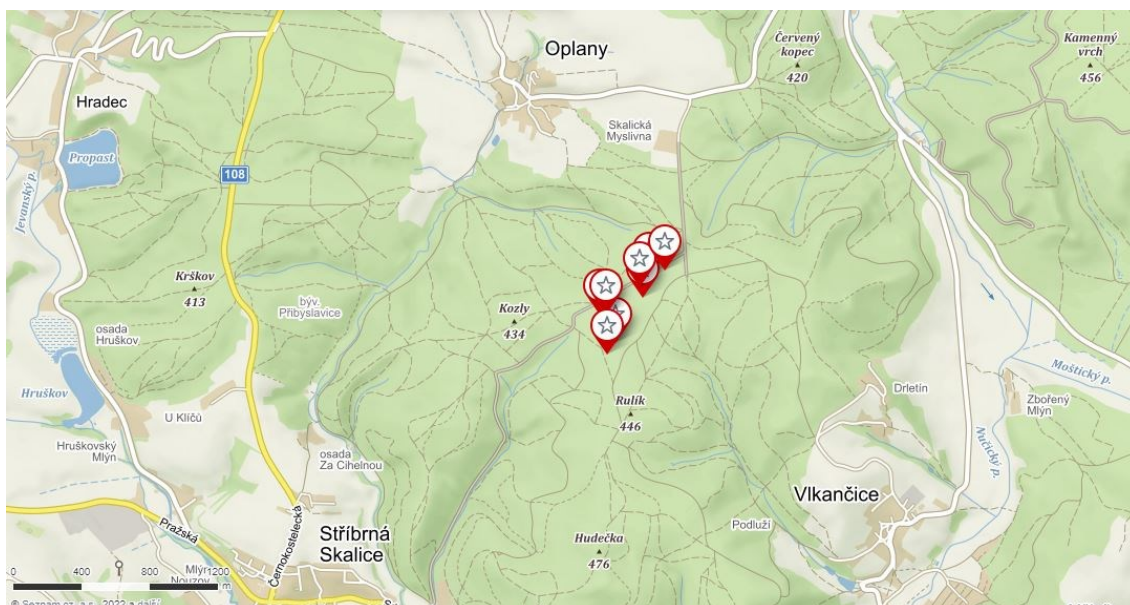 Oplany
Červený
kopec
420
Kamenný
vrch
456
Hradec
Skalická
Myslivna
Propast
108
Jevanský p.
Krškov
413
býv.
Přibyslavice
Kozly
434
osada
Hruškov
Hruškov
U Klíčů
Drletín
Moštický p.
Zbořený
Mlýn
Rulík
446
Hruškovský
Mlýn
osada
Za Cihelnou
Nučický p.
Vlkančice
Pražská
Černokostelecká
Stříbrná
Skalice
Podluží
Hudečka
476
Mlýn
Nouzov
0 400 800 1200
m
© Seznam.cz, a.s., 2022 a další